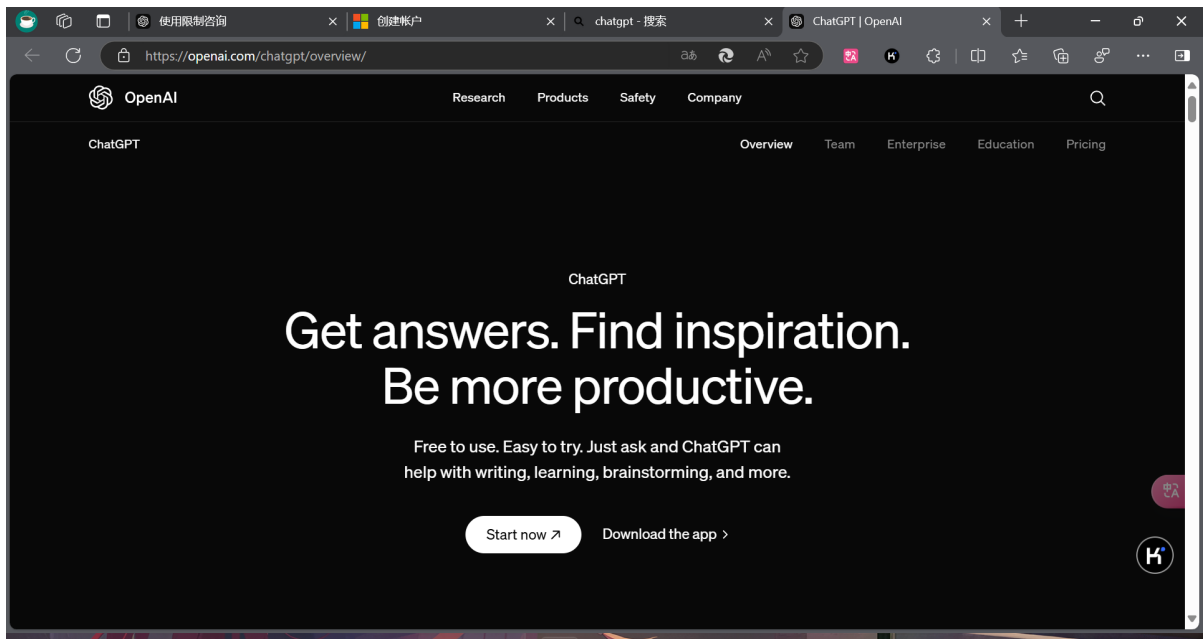 使用限制咨询
创建帐户
chatgpt - 搜索
ChatGPT | OpenAI
https://openai.com/chatgpt/overview/
OpenAI
Research Products Safety Company
ChatGPT
Overview Team Enterprise Education Pricing
ChatGPT
Get answers. Find inspiration.
Be more productive.
Free to use. Easy to try. Just ask and ChatGPT can
help with writing, learning, brainstorming, and more.
Start now ↗ Download the app >